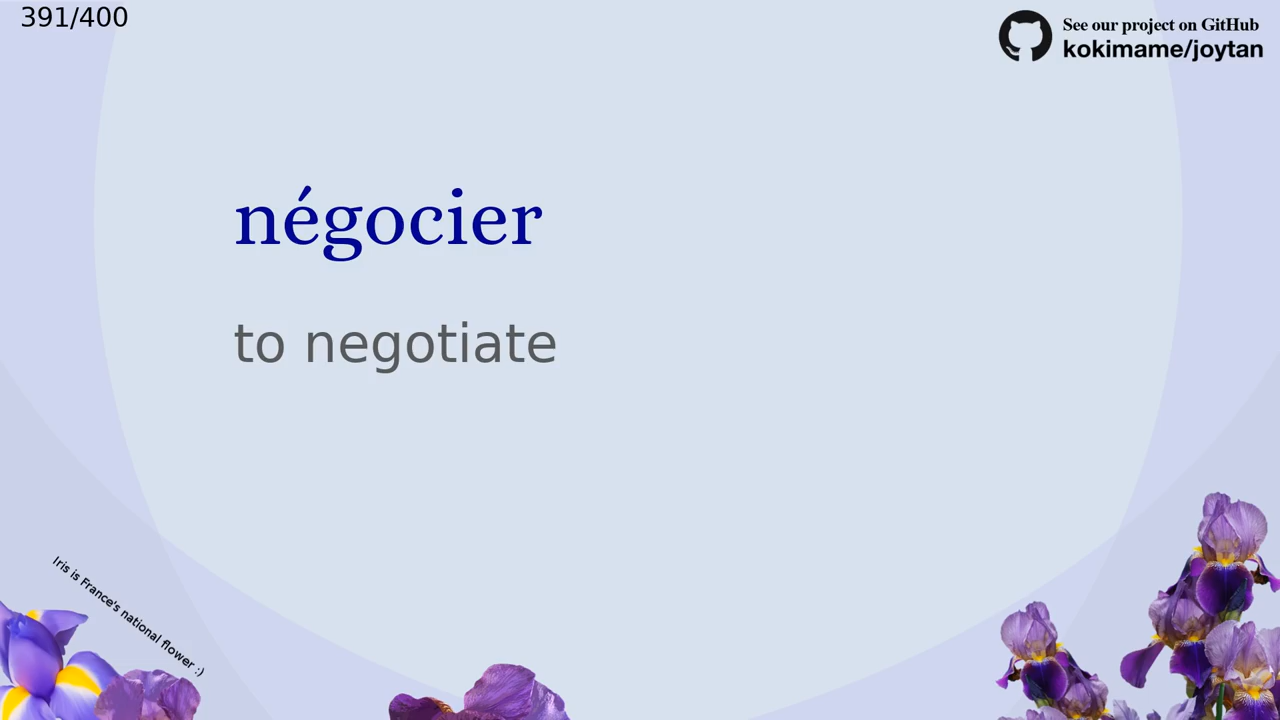 391/400
See our project on GitHub
kokimame/joytan
négocier
to negotiate
Iris is France's national flower :)